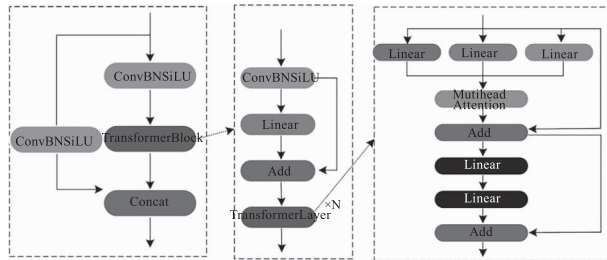 ConvBNSiLU
ConvBNSiLU
TransformerBlock
Concat
ConvBNSiLU
Linear
Add
TransformerLayer
×N
Linear
Linear
Linear
Mutihead
Attention
Add
Linear
Linear
Add